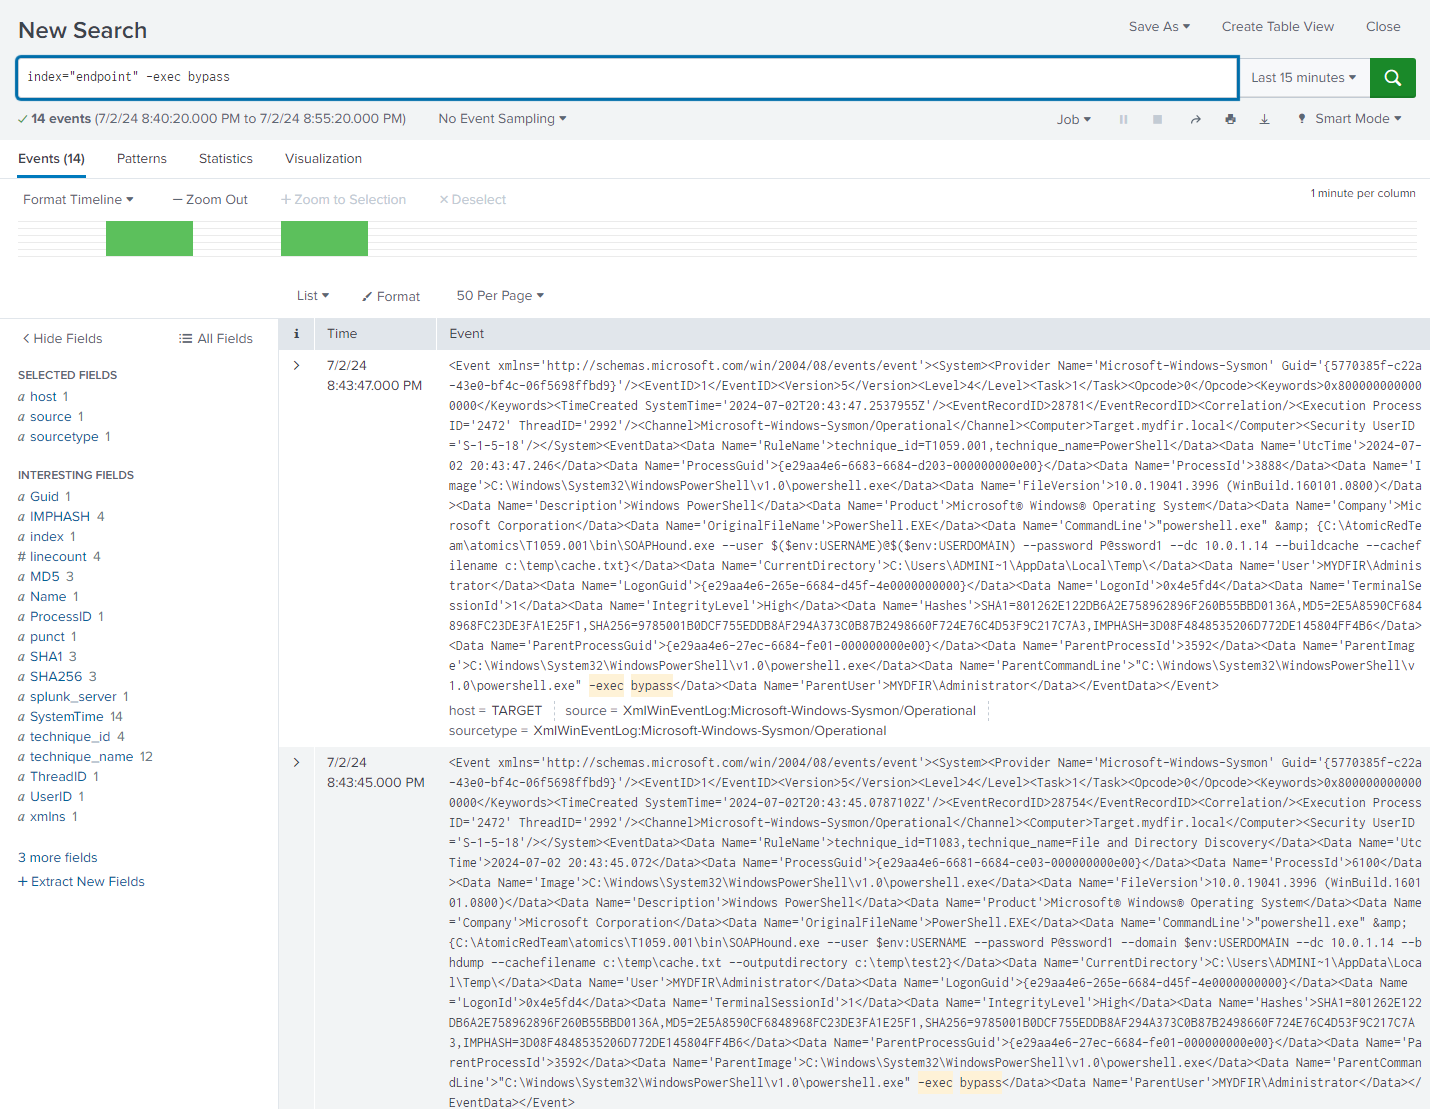 New Search
Save As
Create Table View
Close
index="endpoint" -exec bypass
Last 15 minutes
14 events (7/2/24 8:40:20.000 PM to 7/2/24 8:55:20.000 PM)
No Event Sampling
Job
Smart Mode
Events (14)
Patterns
Statistics
Visualization
Format Timeline
— Zoom Out
+ Zoom to Selection
× Deselect
1 minute per column
List
Format
50 Per Page
< Hide Fields
All Fields
i
Time
Event
SELECTED FIELDS
a host 1
a source 1
a sourcetype 1
INTERESTING FIELDS
a Guid 1
a IMPHASH 4
a index 1
# linecount 4
a MD5 3
a Name 1
a ProcessID 1
a punct 1
a SHA1 3
a SHA256 3
a splunk_server 1
a SystemTime 14
a technique_id 4
a technique_name 12
a ThreadID 1
a UserID 1
a xmlns 1
3 more fields
+ Extract New Fields
7/2/24
8:43:47.000 PM
<Event xmlns='http://schemas.microsoft.com/win/2004/08/events/event'><System><Provider Name='Microsoft-Windows-Sysmon' Guid='{5770385f-c22a
-43e0-bf4c-06f5698ffbd9}'/><EventID>1</EventID><Version>5</Version><Level>4</Level><Task>1</Task><Opcode>0</Opcode><Keywords>0x800000000000
0000</Keywords><TimeCreated SystemTime='2024-07-02T20:43:47.2537955Z'/><EventRecordID>28781</EventRecordID><Correlation/><Execution Process
ID='2472' ThreadID='2992'/><Channel>Microsoft-Windows-Sysmon/Operational</Channel><Computer>Target.mydfir.local</Computer><Security UserID
='S-1-5-18'/></System><EventData><Data Name='RuleName'>technique_id=T1059.001,technique_name=PowerShell</Data><Data Name='UtcTime'>2024-07-
02 20:43:47.246</Data><Data Name='ProcessGuid'>{e29aa4e6-6683-6684-d203-000000000e00}</Data><Data Name='ProcessId'>3888</Data><Data Name='I
mage'>C:\Windows\System32\WindowsPowerShell\v1.0\powershell.exe</Data><Data Name='FileVersion'>10.0.19041.3996 (WinBuild.160101.0800)</Data
><Data Name='Description'>Windows PowerShell</Data><Data Name='Product'>Microsoft® Windows® Operating System</Data><Data Name='Company'>Mic
rosoft Corporation</Data><Data Name='OriginalFileName'>PowerShell.EXE</Data><Data Name='CommandLine'>"powershell.exe" &amp; {C:\AtomicRedTe
am\atomics\T1059.001\bin\SOAPHound.exe --user $($env:USERNAME)@$($env:USERDOMAIN) --password P@ssword1 --dc 10.0.1.14 --buildcache --cachef
ilename c:\temp\cache.txt}</Data><Data Name='CurrentDirectory'>C:\Users\ADMINI~1\AppData\Local\Temp\</Data><Data Name='User'>MYDFIR\Adminis
trator</Data><Data Name='LogonGuid'>{e29aa4e6-265e-6684-d45f-4e0000000000}</Data><Data Name='LogonId'>0x4e5fd4</Data><Data Name='TerminalSe
ssionId'>1</Data><Data Name='IntegrityLevel'>High</Data><Data Name='Hashes'>SHA1=801262E122DB6A2E758962896F260B55BBD0136A,MD5=2E5A8590CF684
8968FC23DE3FA1E25F1,SHA256=9785001B0DCF755EDDB8AF294A373C0B87B2498660F724E76C4D53F9C217C7A3,IMPHASH=3D08F4848535206D772DE145804FF4B6</Data>
<Data Name='ParentProcessGuid'>{e29aa4e6-27ec-6684-fe01-000000000e00}</Data><Data Name='ParentProcessId'>3592</Data><Data Name='ParentImag
e'>C:\Windows\System32\WindowsPowerShell\v1.0\powershell.exe</Data><Data Name='ParentCommandLine'>"C:\Windows\System32\WindowsPowerShell\v
1.0\powershell.exe" -exec bypass</Data><Data Name='ParentUser'>MYDFIR\Administrator</Data></EventData></Event>
host = TARGET
source = XmlWinEventLog:Microsoft-Windows-Sysmon/Operational
sourcetype = XmlWinEventLog:Microsoft-Windows-Sysmon/Operational
7/2/24
8:43:45.000 PM
<Event xmlns='http://schemas.microsoft.com/win/2004/08/events/event'><System><Provider Name='Microsoft-Windows-Sysmon' Guid='{5770385f-c22a
-43e0-bf4c-06f5698ffbd9}'/><EventID>1</EventID><Version>5</Version><Level>4</Level><Task>1</Task><Opcode>0</Opcode><Keywords>0x800000000000
0000</Keywords><TimeCreated SystemTime='2024-07-02T20:43:45.0787102Z'/><EventRecordID>28754</EventRecordID><Correlation/><Execution Process
ID='2472' ThreadID='2992'/><Channel>Microsoft-Windows-Sysmon/Operational</Channel><Computer>Target.mydfir.local</Computer><Security UserID
='S-1-5-18'/></System><EventData><Data Name='RuleName'>technique_id=T1083,technique_name=File and Directory Discovery</Data><Data Name='Utc
Time'>2024-07-02 20:43:45.072</Data><Data Name='ProcessGuid'>{e29aa4e6-6681-6684-ce03-000000000e00}</Data><Data Name='ProcessId'>6100</Data
><Data Name='Image'>C:\Windows\System32\WindowsPowerShell\v1.0\powershell.exe</Data><Data Name='FileVersion'>10.0.19041.3996 (WinBuild.1601
01.0800)</Data><Data Name='Description'>Windows PowerShell</Data><Data Name='Product'>Microsoft® Windows® Operating System</Data><Data Name
='Company'>Microsoft Corporation</Data><Data Name='OriginalFileName'>PowerShell.EXE</Data><Data Name='CommandLine'>"powershell.exe" &amp;
{C:\AtomicRedTeam\atomics\T1059.001\bin\SOAPHound.exe --user $env:USERNAME --password P@ssword1 --domain $env:USERDOMAIN --dc 10.0.1.14 --b
hdump --cachefilename c:\temp\cache.txt --outputdirectory c:\temp\test2}</Data><Data Name='CurrentDirectory'>C:\Users\ADMINI~1\AppData\Loca
l\Temp\</Data><Data Name='User'>MYDFIR\Administrator</Data><Data Name='LogonGuid'>{e29aa4e6-265e-6684-d45f-4e0000000000}</Data><Data Name
='LogonId'>0x4e5fd4</Data><Data Name='TerminalSessionId'>1</Data><Data Name='IntegrityLevel'>High</Data><Data Name='Hashes'>SHA1=801262E122
DB6A2E758962896F260B55BBD0136A,MD5=2E5A8590CF6848968FC23DE3FA1E25F1,SHA256=9785001B0DCF755EDDB8AF294A373C0B87B2498660F724E76C4D53F9C217C7A
3,IMPHASH=3D08F4848535206D772DE145804FF4B6</Data><Data Name='ParentProcessGuid'>{e29aa4e6-27ec-6684-fe01-000000000e00}</Data><Data Name='Pa
rentProcessId'>3592</Data><Data Name='ParentImage'>C:\Windows\System32\WindowsPowerShell\v1.0\powershell.exe</Data><Data Name='ParentComman
dLine'>"C:\Windows\System32\WindowsPowerShell\v1.0\powershell.exe" -exec bypass</Data><Data Name='ParentUser'>MYDFIR\Administrator</Data></
EventData></Event>